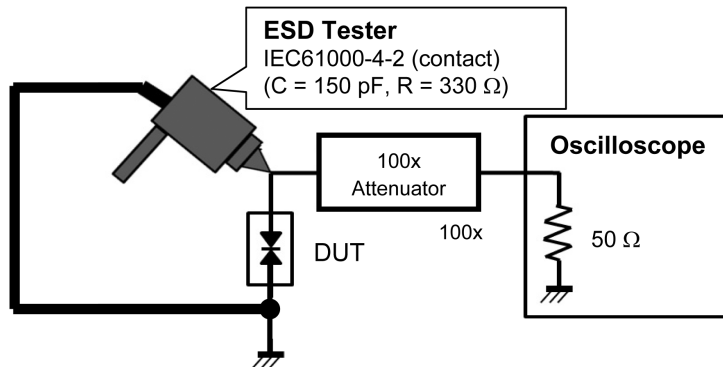 ESD Tester
IEC61000-4-2 (contact)
(C = 150 pF, R = 330 Ω)
Oscilloscope
100x
Attenuator
100x
50 Ω
DUT